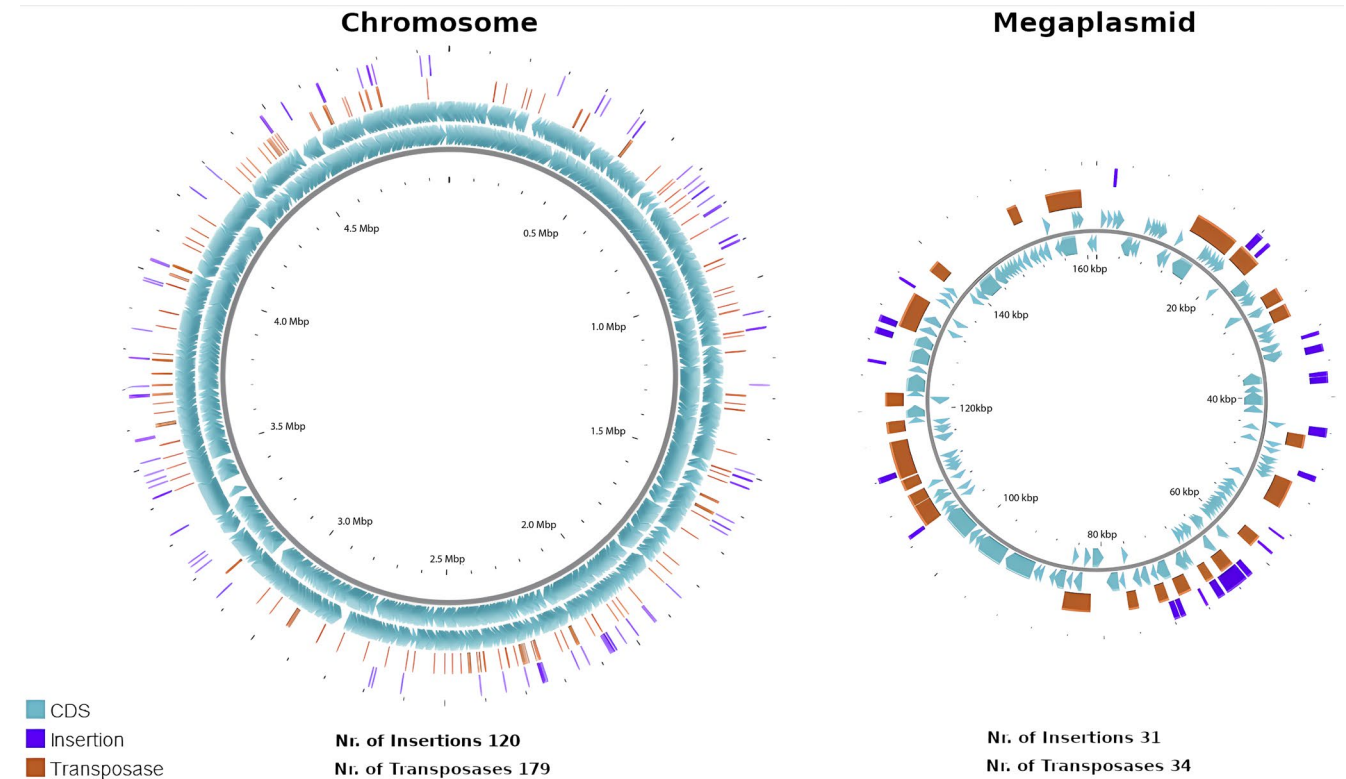 Chromosome
Megaplasmid
4.5 Mbp
0.5 Mbp
4.0 Mbp
1.0 Mbp
3.5 Mbp
1.5 Mbp
3.0 Mbp
2.0 Mbp
2.5 Mbp
160 kbp
140 kbp
20 kbp
120kbp
40 kbp
100 kbp
60 kbp
80 kbp
CDS
Insertion
Transposase
Nr. of Insertions 120
Nr. of Transposases 179
Nr. of Insertions 31
Nr. of Transposases 34